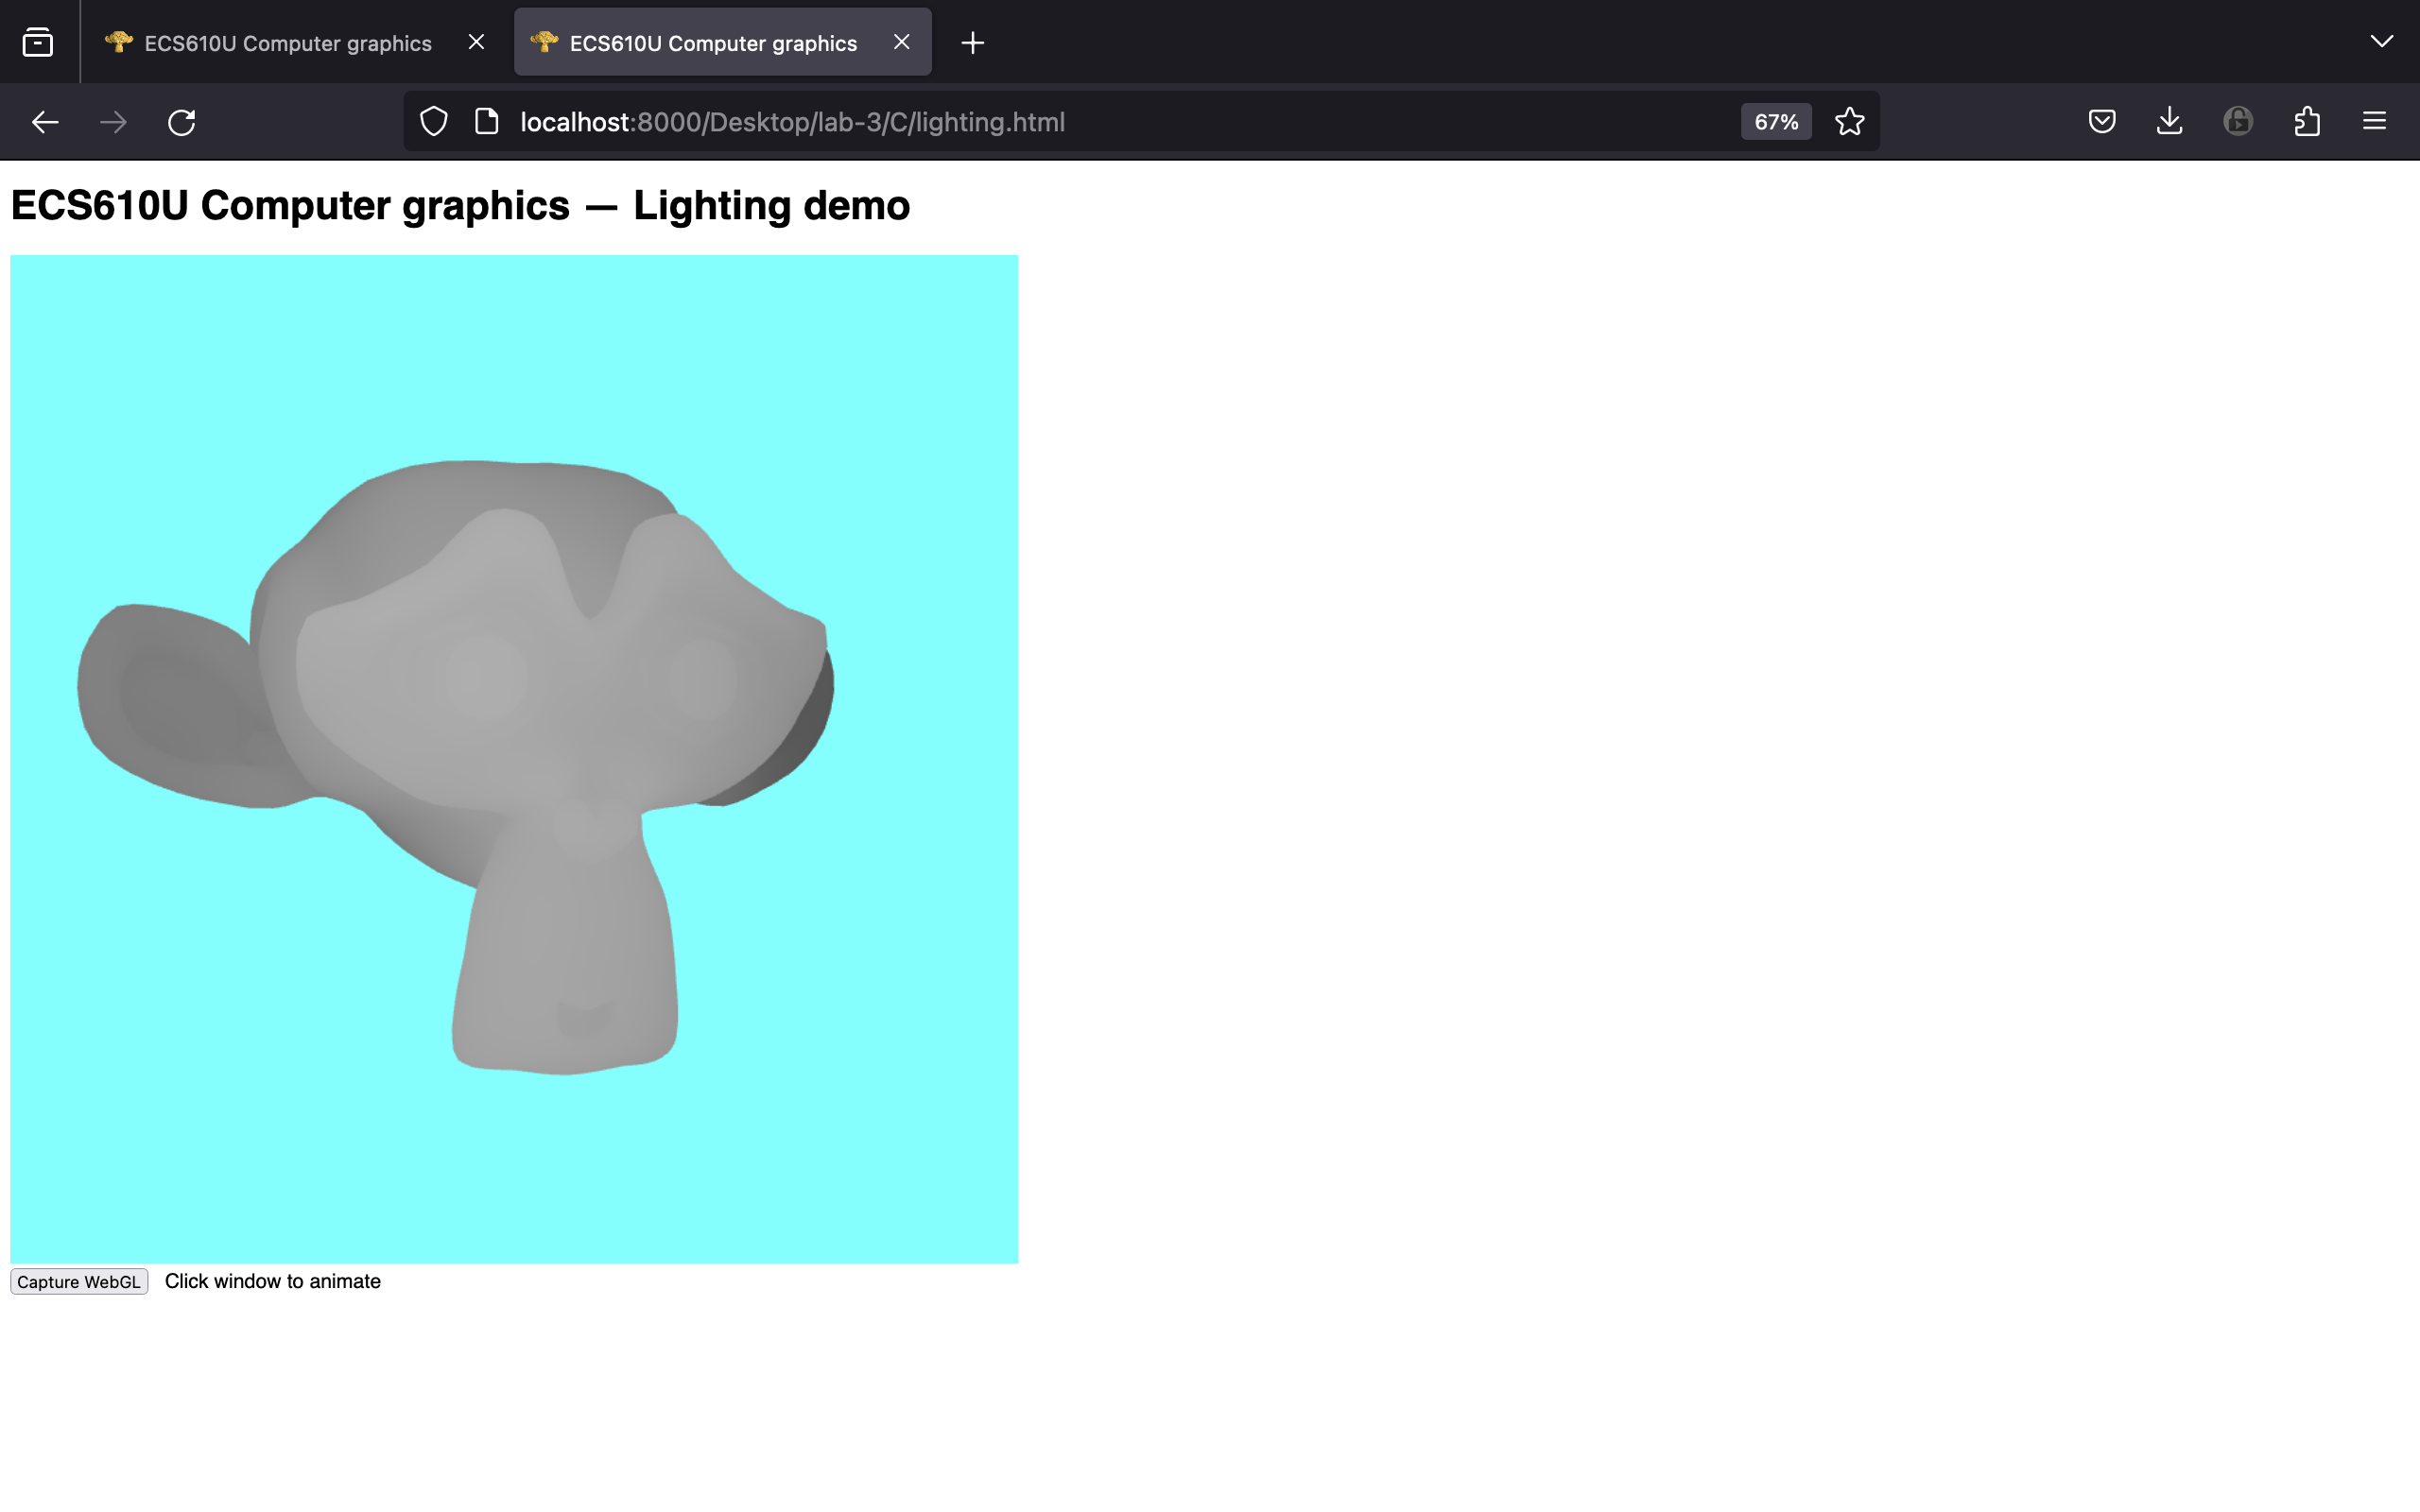 ECS610U Computer graphics
ECS610U Computer graphics
localhost:8000/Desktop/lab-3/C/lighting.html
67%
ECS610U Computer graphics — Lighting demo
Capture WebGL
Click window to animate